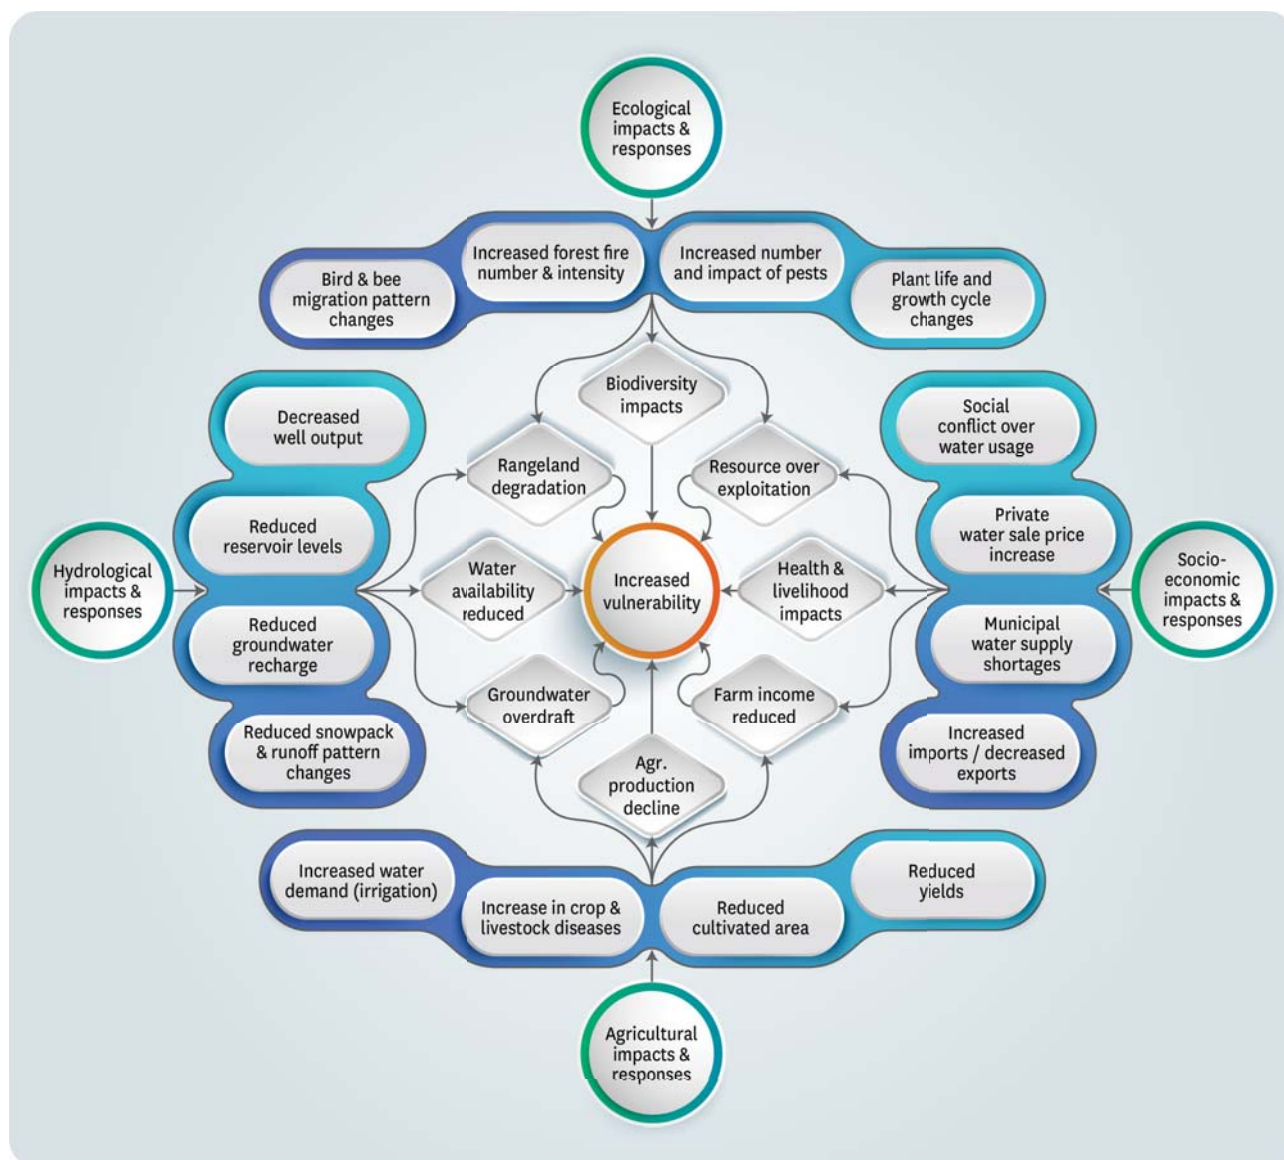 Ecological
impacts &
responses
Increased forest fire
number & intensity
Increased number
and impact of pests
Bird & bee
migration pattern
changes
Plant life and
growth cycle
changes
Biodiversity
impacts
Decreased
well output
Social
conflict over
water usage
Rangeland
degradation
Resource over
exploitation
Reduced
reservoir levels
Private
water sale price
increase
Hydrological
impacts &
responses
Water
availability
reduced
Increased
vulnerability
Health &
livelihood
impacts
Socio-
economic
impacts &
responses
Reduced
groundwater
recharge
Municipal
water supply
shortages
Groundwater
overdraft
Farm income
reduced
Reduced snowpack
& runoff pattern
changes
Agr.
production
decline
Increased
imports / decreased
exports
Increased water
demand (irrigation)
Increase in crop &
livestock diseases
Reduced
cultivated area
Reduced
yields
Agricultural
impacts &
responses